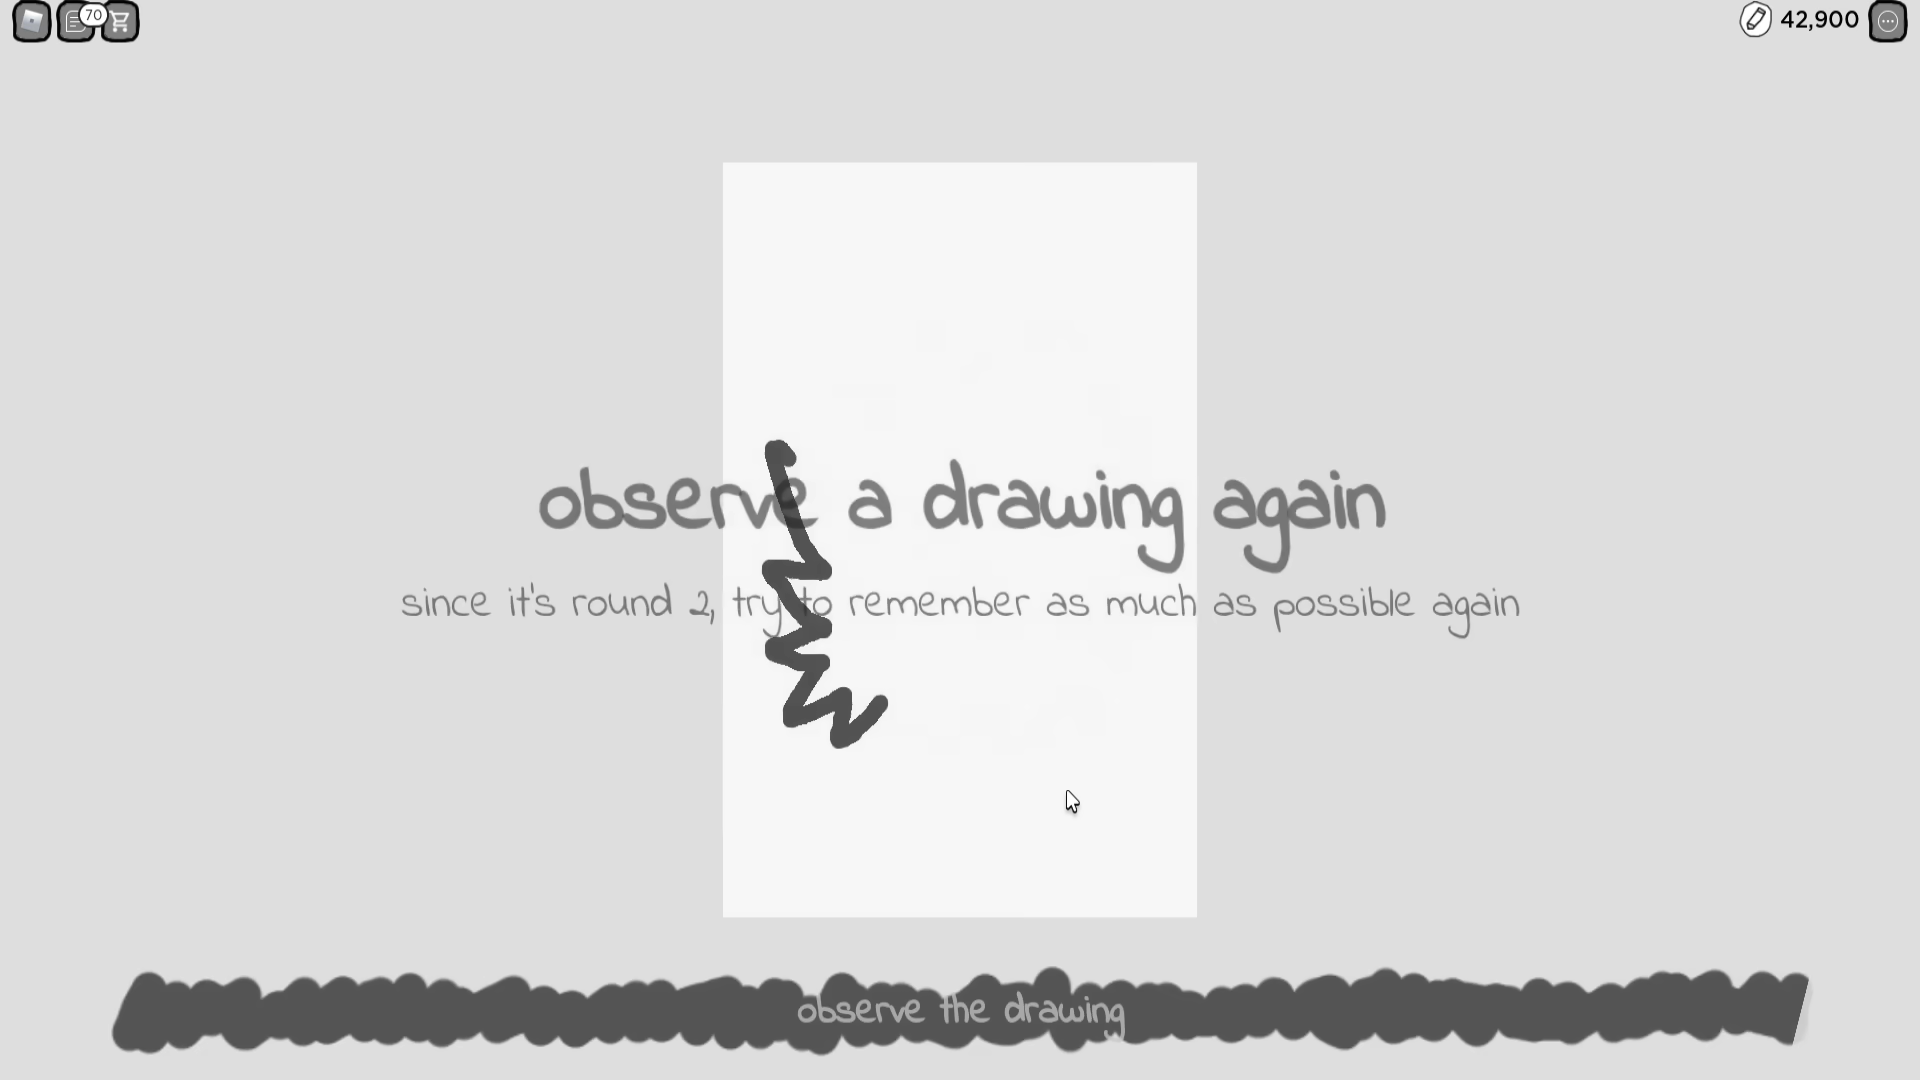 70
42,900
observe a drawing again
since it's round 2, try to remember as much as possible again
observe the drawing